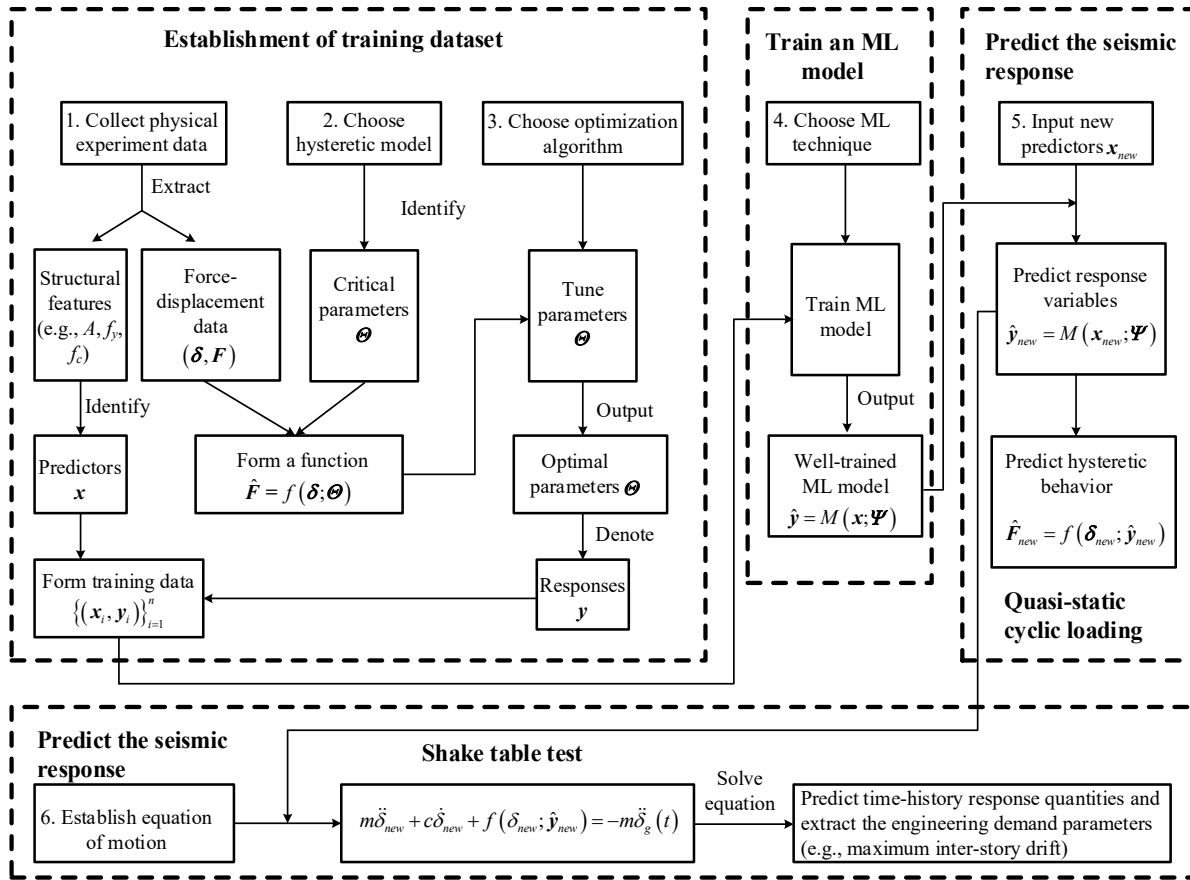 Establishment of training dataset
1. Collect physical
experiment data
2. Choose
hysteretic model
3. Choose optimization
algorithm
Extract
Identify
Structural
features
(e.g., A, f_y,
f_c)
Force-
displacement
data
(δ, F)
Critical
parameters
Θ
Tune
parameters
Θ
Identify
Output
Predictors
x
Form a function
F̂ = f(δ;Θ)
Optimal
parameters Θ
Denote
Form training data
{(x_i, y_i)}_{i=1}^n
Responses
y
Train an ML
model
4. Choose ML
technique
Train ML
model
Output
Well-trained
ML model
ŷ = M(x;Ψ)
Predict the seismic
response
5. Input new
predictors x_new
Predict response
variables
ŷ_new = M(x_new;Ψ)
Predict hysteretic
behavior
F̂_new = f(δ_new; ŷ_new)
Quasi-static
cyclic loading
Predict the seismic
response
Shake table test
6. Establish equation
of motion
mδ̈_new + cδ̇_new + f(δ_new; ŷ_new) = −mδ̈_g(t)
Solve
equation
Predict time-history response quantities and
extract the engineering demand parameters
(e.g., maximum inter-story drift)